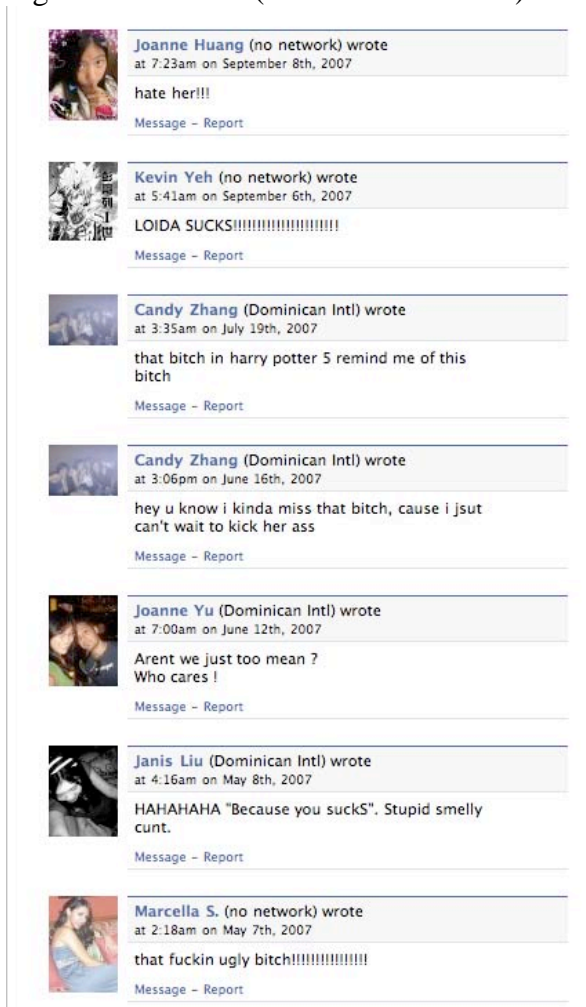 Joanne Huang (no network) wrote
at 7:23am on September 8th, 2007
hate her!!!
Message – Report
Kevin Yeh (no network) wrote
at 5:41am on September 6th, 2007
LOIDA SUCKS!!!!!!!!!!!!!!!!!!!!!!
Message – Report
Candy Zhang (Dominican Intl) wrote
at 3:35am on July 19th, 2007
that bitch in harry potter 5 remind me of this
bitch
Message – Report
Candy Zhang (Dominican Intl) wrote
at 3:06pm on June 16th, 2007
hey u know i kinda miss that bitch, cause i jsut
can't wait to kick her ass
Message – Report
Joanne Yu (Dominican Intl) wrote
at 7:00am on June 12th, 2007
Arent we just too mean ?
Who cares !
Message – Report
Janis Liu (Dominican Intl) wrote
at 4:16am on May 8th, 2007
HAHAHAHA "Because you suckS". Stupid smelly
cunt.
Message – Report
Marcella S. (no network) wrote
at 2:18am on May 7th, 2007
that fuckin ugly bitch!!!!!!!!!!!!!!!!
Message – Report